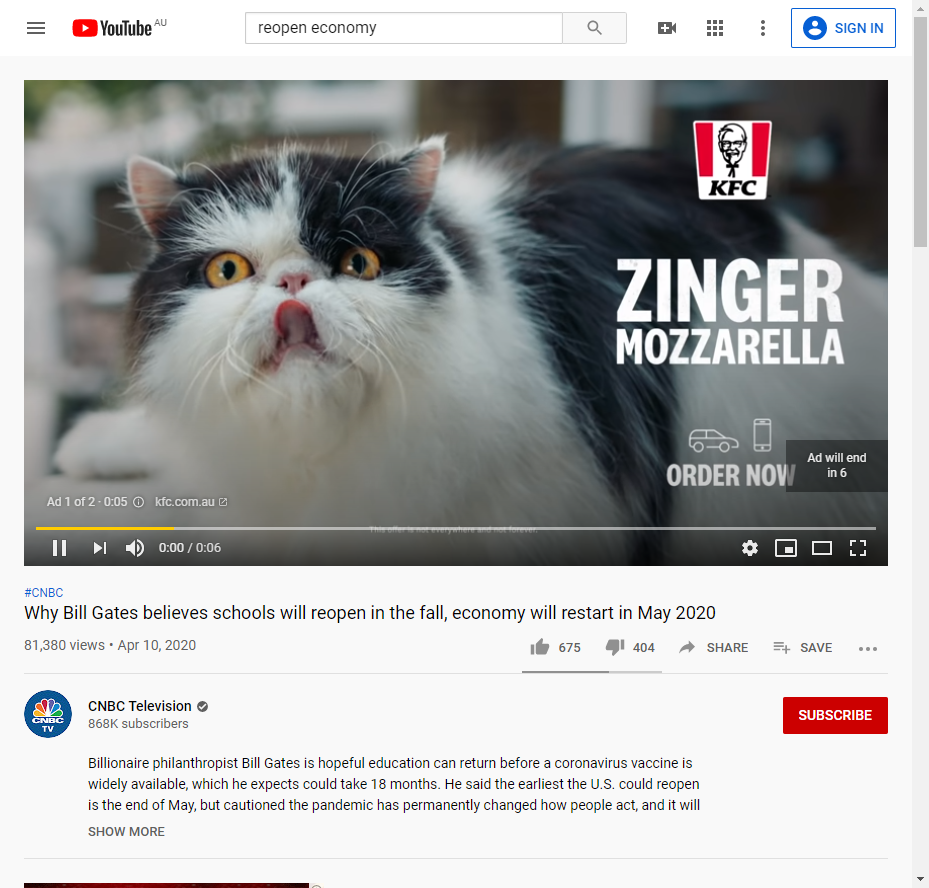 YouTube AU
reopen economy
SIGN IN
KFC
ZINGER
MOZZARELLA
ORDER NOW
Ad will end
in 6
Ad 1 of 2 · 0:05
kfc.com.au
This offer is not everywhere and not forever.
0:00 / 0:06
#CNBC
Why Bill Gates believes schools will reopen in the fall, economy will restart in May 2020
81,380 views • Apr 10, 2020
675
404
SHARE
SAVE
CNBC
TV
CNBC Television
868K subscribers
SUBSCRIBE
Billionaire philanthropist Bill Gates is hopeful education can return before a coronavirus vaccine is
widely available, which he expects could take 18 months. He said the earliest the U.S. could reopen
is the end of May, but cautioned the pandemic has permanently changed how people act, and it will
SHOW MORE